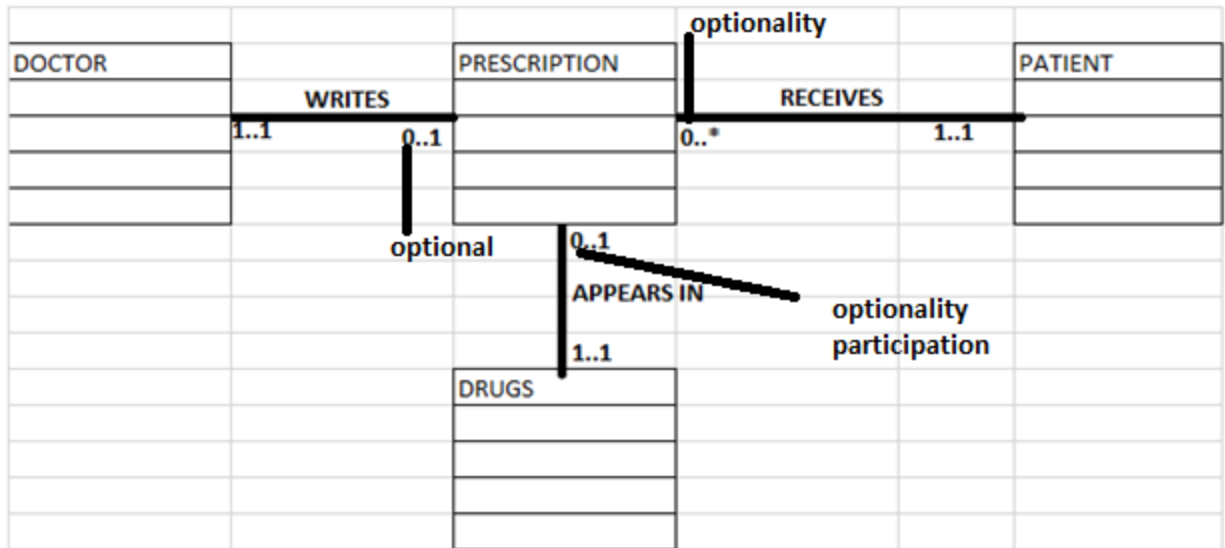 optionality
DOCTOR PRESCRIPTION PATIENT
WRITES RECEIVES
1..1 0..1 0..* 1..1
optional
0..1
APPEARS IN
optionality
participation
1..1
DRUGS